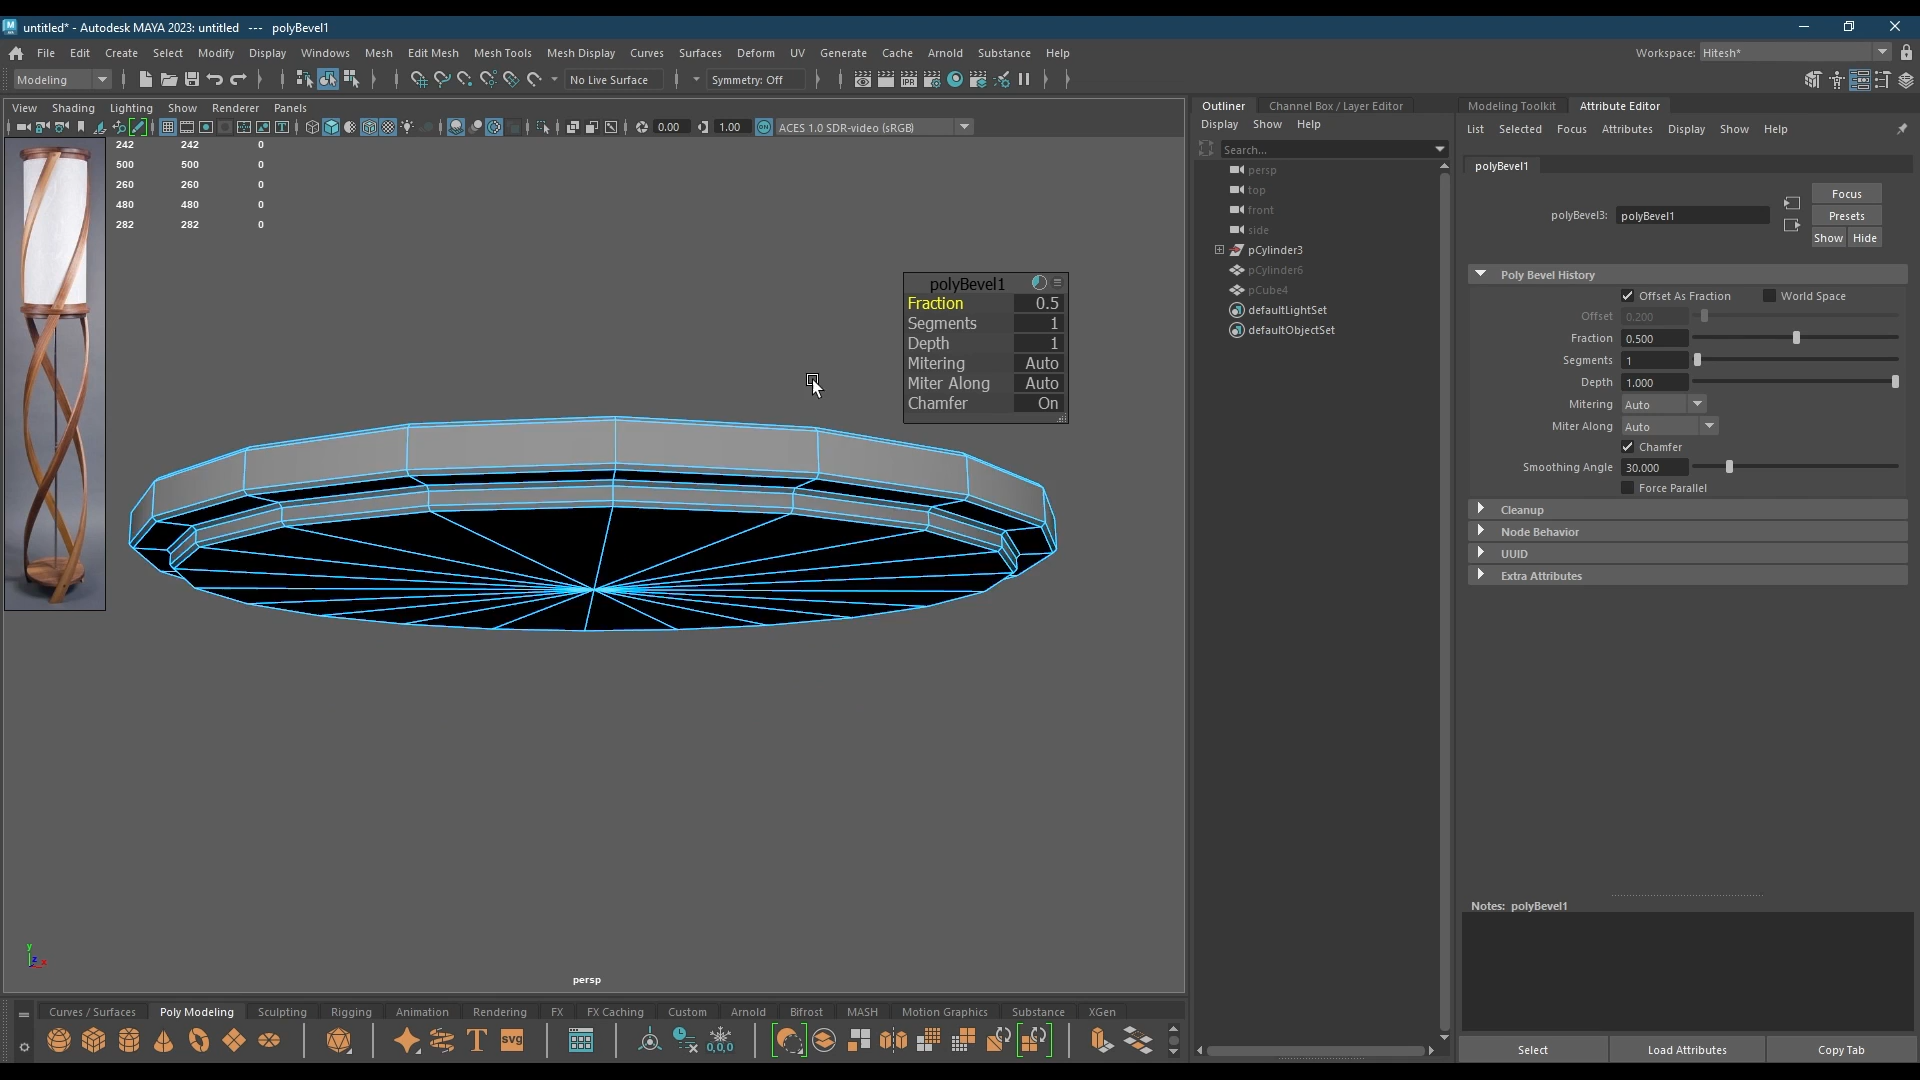 untitled* - Autodesk MAYA 2023: untitled --- polyBevel1
File Edit Create Select Modify Display Windows Mesh Edit Mesh Mesh Tools Mesh Display Curves Surfaces Deform UV Generate Cache Arnold Substance Help Workspace: Hitesh*
Modeling No Live Surface Symmetry: Off
View Shading Lighting Show Renderer Panels
IPR
0.00 1.00 ON ACES 1.0 SDR-video (sRGB)
242 242 0
500 500 0
260 260 0
480 480 0
282 282 0
polyBevel1
Fraction 0.5
Segments 1
Depth 1
Mitering Auto
Miter Along Auto
Chamfer On
y
z x
persp
Outliner Channel Box / Layer Editor
Display Show Help
Search...
persp
top
front
side
pCylinder3
pCylinder6
pCube4
defaultLightSet
defaultObjectSet
Modeling Toolkit Attribute Editor
List Selected Focus Attributes Display Show Help
polyBevel1
Focus
polyBevel3: polyBevel1 Presets
Show Hide
Poly Bevel History
Offset As Fraction World Space
Offset 0.200
Fraction 0.500
Segments 1
Depth 1.000
Mitering Auto
Miter Along Auto
Chamfer
Smoothing Angle 30.000
Force Parallel
Cleanup
Node Behavior
UUID
Extra Attributes
Notes: polyBevel1
Select Load Attributes Copy Tab
Curves / Surfaces Poly Modeling Sculpting Rigging Animation Rendering FX FX Caching Custom Arnold Bifrost MASH Motion Graphics Substance XGen
T svg 0,0,0